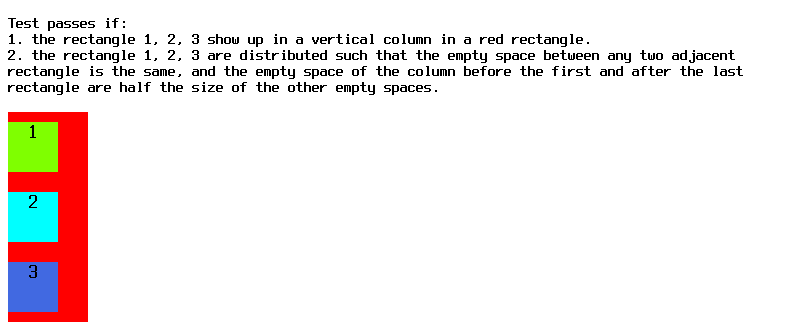 Test passes if:
1. the rectangle 1, 2, 3 show up in a vertical column in a red rectangle.
2. the rectangle 1, 2, 3 are distributed such that the empty space between any two adjacent
rectangle is the same, and the empty space of the column before the first and after the last
rectangle are half the size of the other empty spaces.
1
2
3